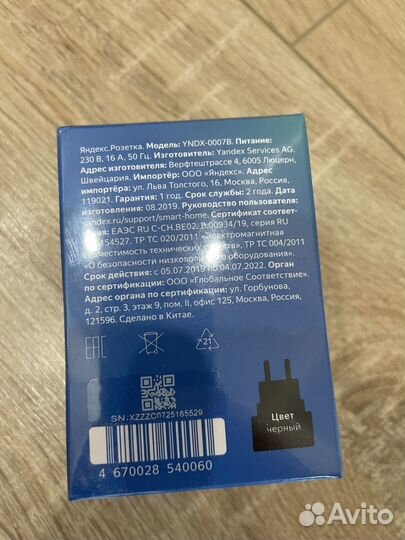 Яндекс.Розетка. Модель: YNDX-0007B. Питание:
230 В, 16 А, 50 Гц. Изготовитель: Yandex Services AG.
Адрес изготовителя: Верфтештрассе 4, 6005 Люцерн,
Швейцария. Импортёр: ООО «Яндекс». Адрес
импортёра: ул. Льва Толстого, 16, Москва, Россия,
119021. Гарантия: 1 год. Срок службы: 2 года. Дата
изготовления: 08.2019. Руководство пользователя:
yandex.ru/support/smart-home. Сертификат соответ-
ЕАЭС RU C-CH.BE02.B.00934/19, серия RU
ТР ТС 020/2011 «Электромагнитная
совместимость технических средств», ТР ТС 004/2011
«О безопасности низковольтного оборудования».
Срок действия: с 05.07.2019 по 04.07.2022. Орган
по сертификации: ООО «Глобальное Соответствие».
Адрес органа по сертификации: ул. Горбунова,
д. 2, стр. 3, этаж 9, пом. II, офис 125, Москва, Россия,
121596. Сделано в Китае.
EAC
21
SN:XZZZC0725165529
Цвет
черный
4 670028 540060
Avito